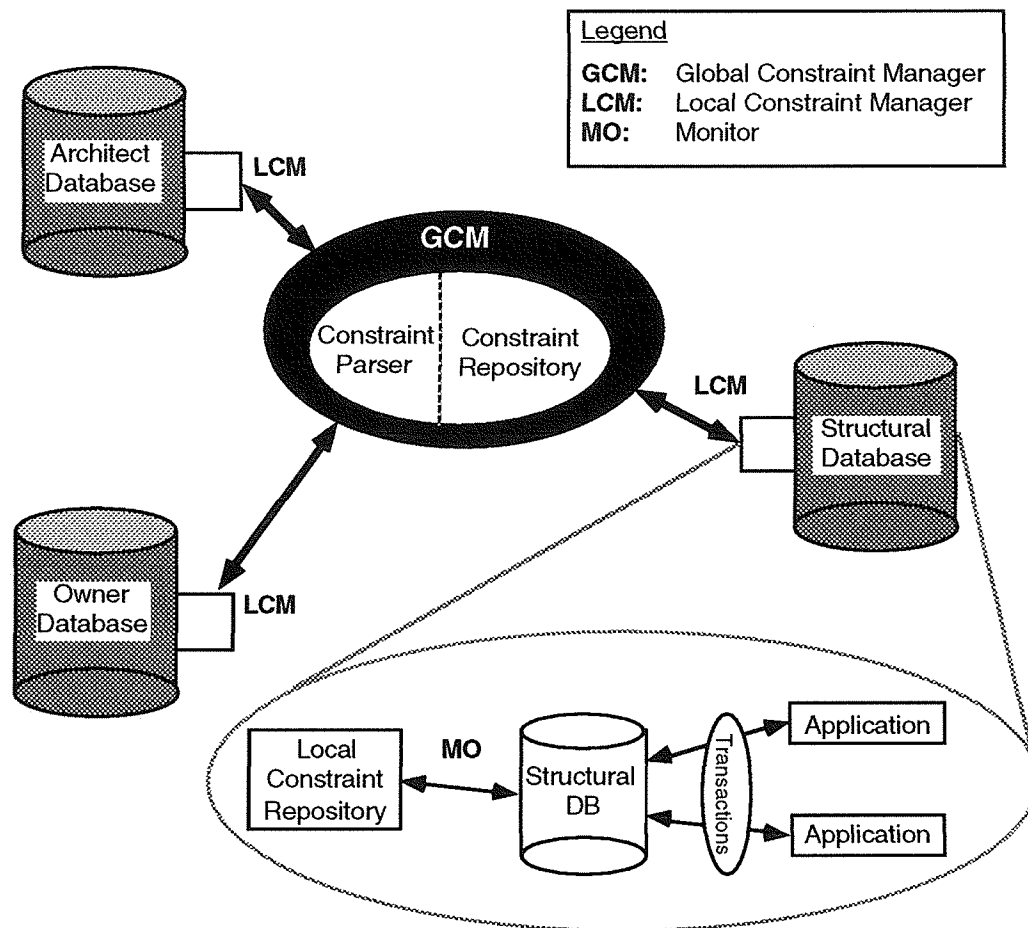 Legend
GCM: Global Constraint Manager
LCM: Local Constraint Manager
MO: Monitor
Architect
Database
LCM
GCM
Constraint
Parser
Constraint
Repository
LCM
Structural
Database
Owner
Database
LCM
Local
Constraint
Repository
MO
Structural
DB
Transactions
Application
Application